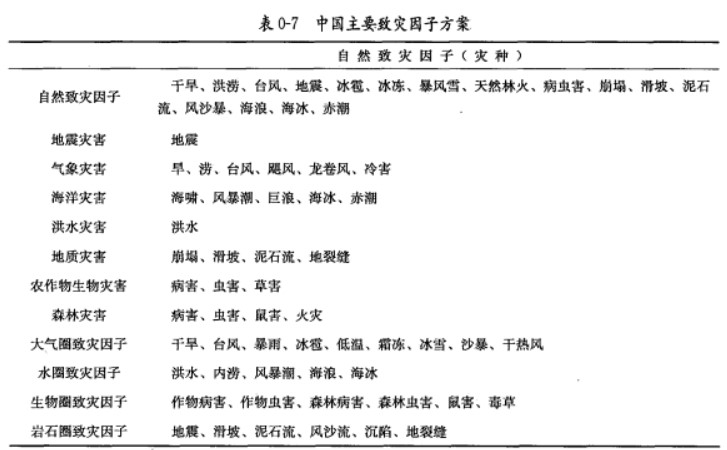 表 0-7 中国主要致灾因子方案
自然致灾因子(灾种)
自然致灾因子 干旱、洪涝、台风、地震、冰雹、冰冻、暴风雪、天然林火、病虫害、崩塌、滑坡、泥石
流、风沙暴、海浪、海冰、赤潮
地震灾害 地震
气象灾害 旱、涝、台风、飓风、龙卷风、冷害
海洋灾害 海啸、风暴潮、巨浪、海冰、赤潮
洪水灾害 洪水
地质灾害 崩塌、滑坡、泥石流、地裂缝
农作物生物灾害 病害、虫害、草害
森林灾害 病害、虫害、鼠害、火灾
大气圈致灾因子 干旱、台风、暴雨、冰雹、低温、霜冻、冰雪、沙暴、干热风
水圈致灾因子 洪水、内涝、风暴潮、海浪、海冰
生物圈致灾因子 作物病害、作物虫害、森林病害、森林虫害、鼠害、毒草
岩石圈致灾因子 地震、滑坡、泥石流、风沙流、沉陷、地裂缝